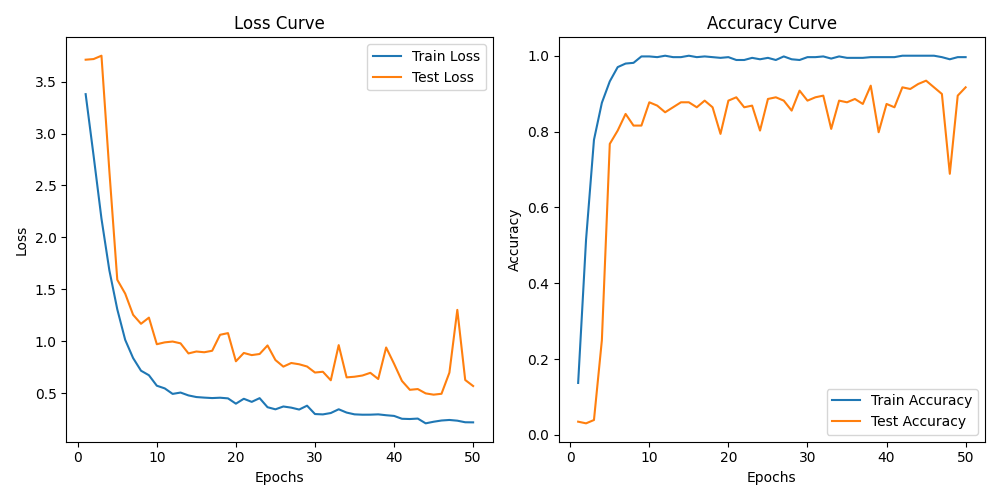 Loss Curve
Train Loss
Test Loss
3.5
3.0
2.5
2.0
1.5
1.0
0.5
Loss
0 10 20 30 40 50
Epochs
Accuracy Curve
1.0
0.8
0.6
0.4
0.2
0.0
Accuracy
Train Accuracy
Test Accuracy
0 10 20 30 40 50
Epochs